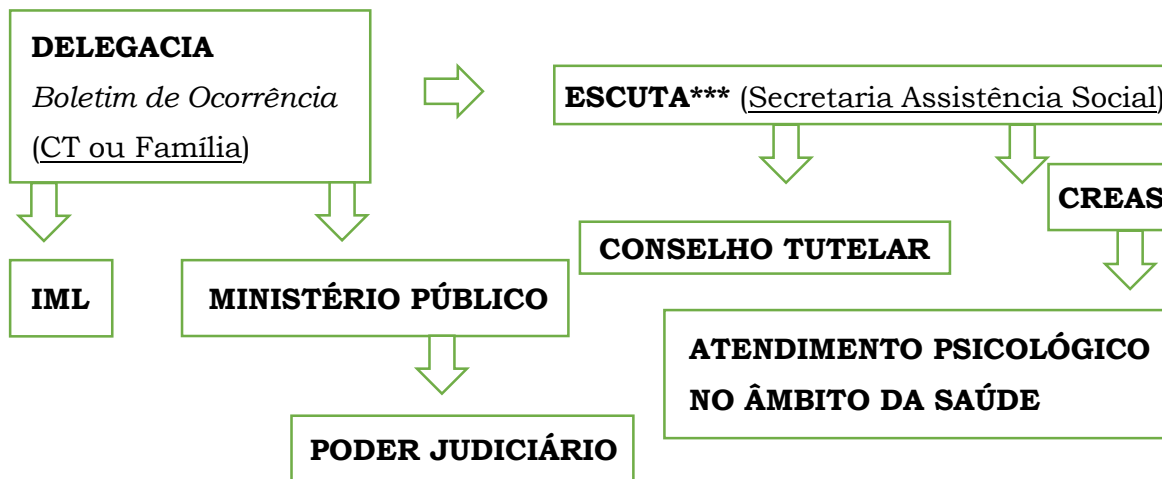 DELEGACIA
Boletim de Ocorrência
(CT ou Família)
ESCUTA*** (Secretaria Assistência Social)
CREAS
CONSELHO TUTELAR
IML
MINISTÉRIO PÚBLICO
ATENDIMENTO PSICOLÓGICO
NO ÂMBITO DA SAÚDE
PODER JUDICIÁRIO